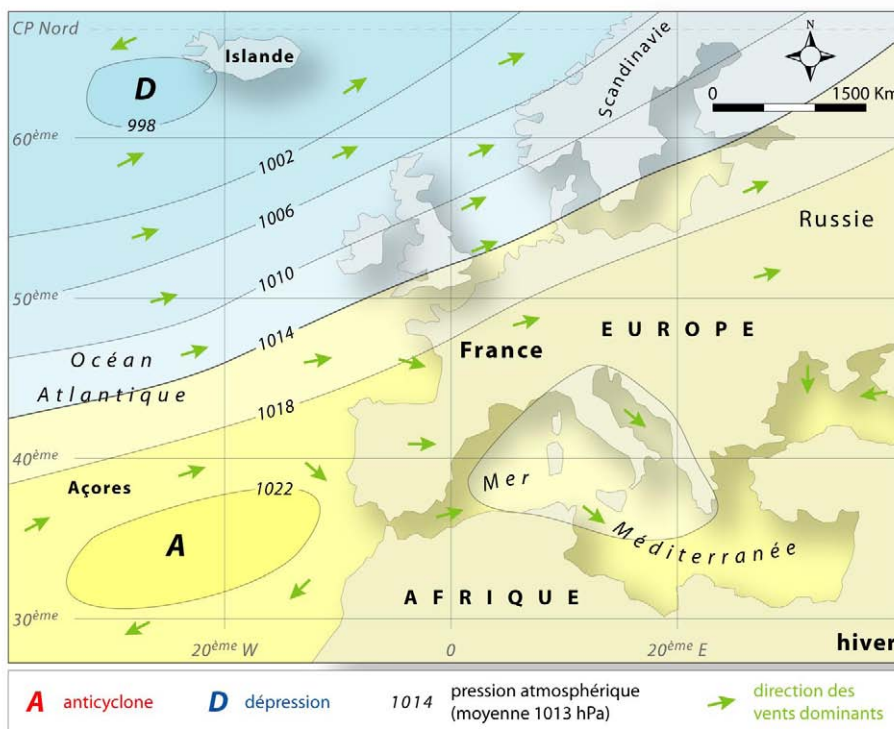 CP Nord
Islande
N
D
998
Scandinavie
0 1500 Km
60ème
1002
1006
Russie
1010
50ème
1014
EUROPE
France
Océan
Atlantique
1018
40ème
Açores
1022
Mer
A
Méditerranée
AFRIQUE
30ème
20ème W
0
20ème E
hiver
A anticyclone
D dépression
1014 pression atmosphérique
(moyenne 1013 hPa)
direction des
vents dominants